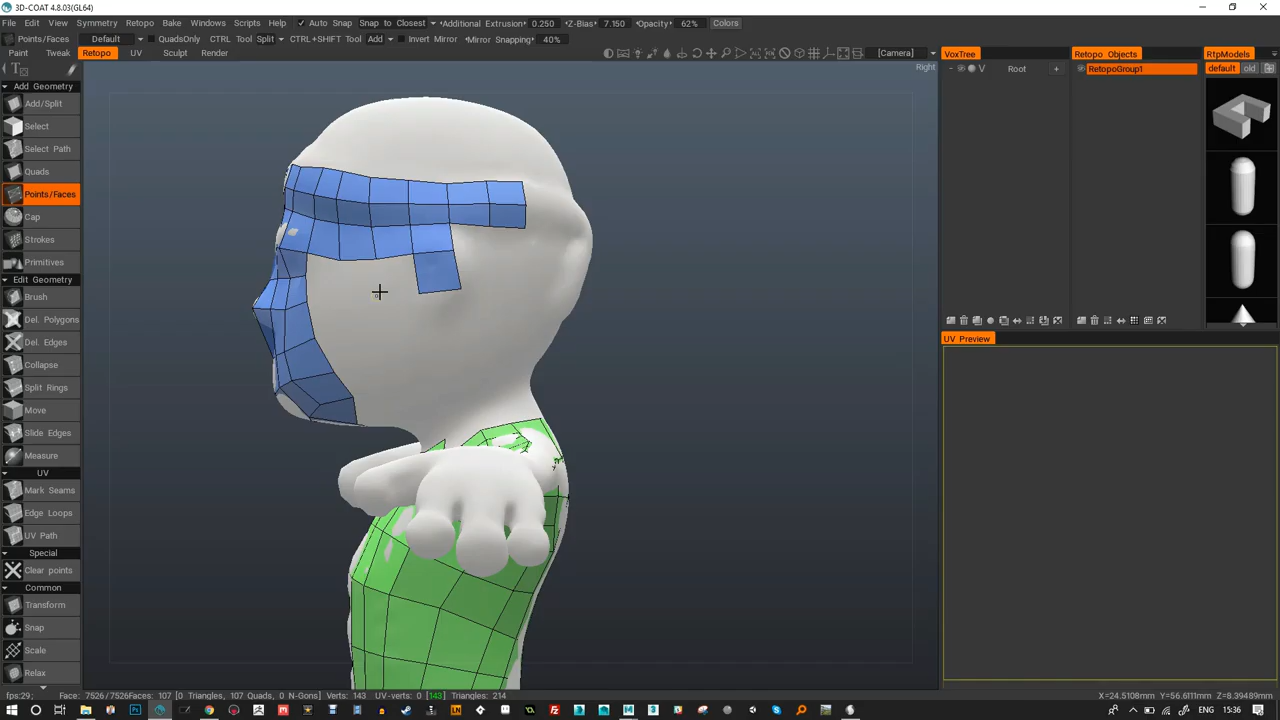 3D-COAT 4.8.03(GL64)
File Edit View Symmetry Retopo Bake Windows Scripts Help Auto Snap Snap to Closest Additional Extrusion 0.250 Z-Bias 7.150 Opacity 62% Colors
Points/Faces Default QuadsOnly CTRL Tool Split CTRL+SHIFT Tool Add Invert Mirror Mirror Snapping 40%
Paint Tweak Retopo UV Sculpt Render [Camera] VoxTree Retopo Objects RtpModels
Right
Root +
RetopoGroup1
default old
Add Geometry
Add/Split
Select
Select Path
Quads
Points/Faces
Cap
Strokes
Primitives
Edit Geometry
Brush
Del. Polygons
Del. Edges
Collapse
Split Rings
Move
Slide Edges
Measure
UV
Mark Seams
Edge Loops
UV Path
Special
Clear points
Common
Transform
Snap
Scale
Relax
UV Preview
fps:29; Face: 7526/7526Faces: 107 [0 Triangles, 107 Quads, 0 N-Gons] Verts: 143 UV-verts: 0 [143] Triangles: 214
X=24.5108m Y=56.6111m Z=8.39489m
ENG 15:36